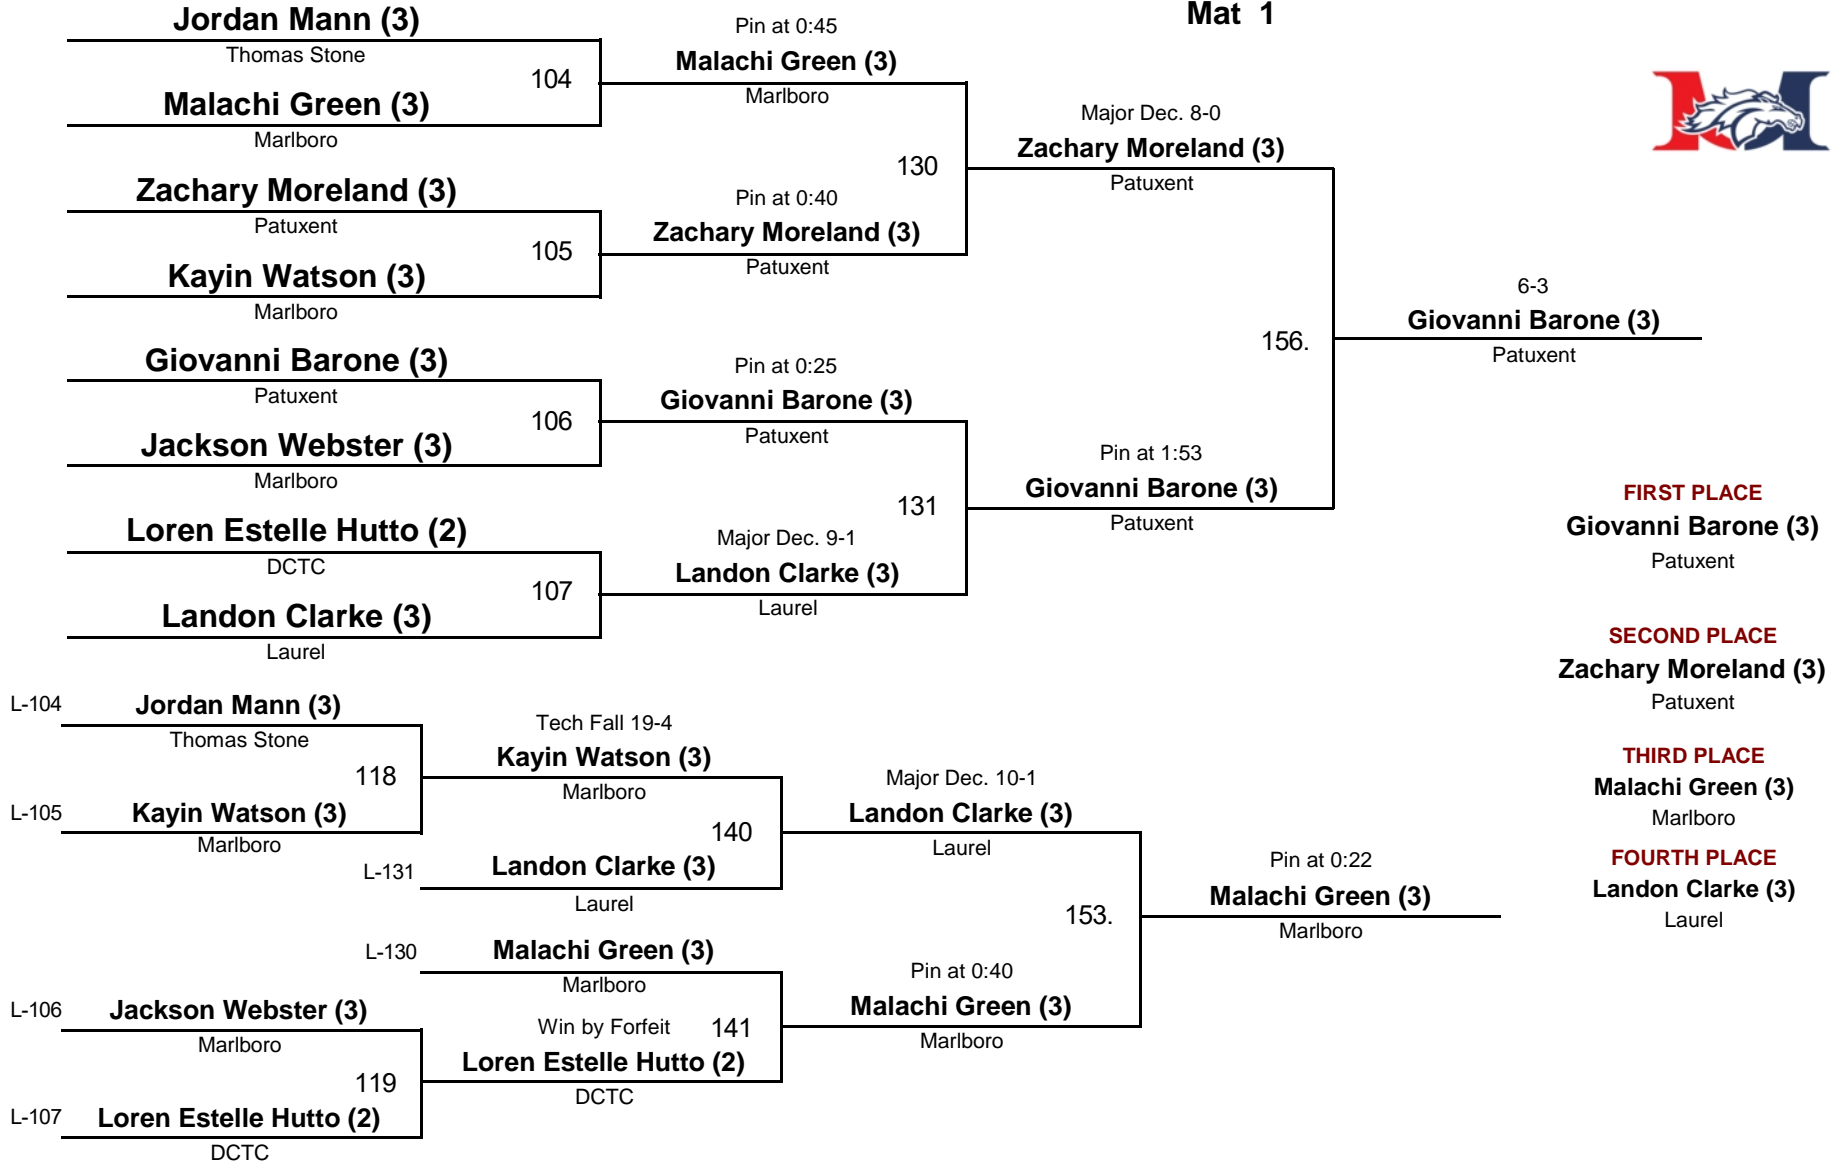 Mat 1
Jordan Mann (3)
Thomas Stone
104
Malachi Green (3)
Marlboro
Zachary Moreland (3)
Patuxent
105
Kayin Watson (3)
Marlboro
Giovanni Barone (3)
Patuxent
106
Jackson Webster (3)
Marlboro
Loren Estelle Hutto (2)
DCTC
107
Landon Clarke (3)
Laurel
Pin at 0:45
Malachi Green (3)
Marlboro
130
Pin at 0:40
Zachary Moreland (3)
Patuxent
Pin at 0:25
Giovanni Barone (3)
Patuxent
131
Major Dec. 9-1
Landon Clarke (3)
Laurel
Major Dec. 8-0
Zachary Moreland (3)
Patuxent
156.
Pin at 1:53
Giovanni Barone (3)
Patuxent
6-3
Giovanni Barone (3)
Patuxent
FIRST PLACE
Giovanni Barone (3)
Patuxent
SECOND PLACE
Zachary Moreland (3)
Patuxent
THIRD PLACE
Malachi Green (3)
Marlboro
FOURTH PLACE
Landon Clarke (3)
Laurel
L-104
Jordan Mann (3)
Thomas Stone
118
L-105
Kayin Watson (3)
Marlboro
Tech Fall 19-4
Kayin Watson (3)
Marlboro
140
L-131
Landon Clarke (3)
Laurel
L-130
Malachi Green (3)
Marlboro
L-106
Jackson Webster (3)
Marlboro
119
L-107
Loren Estelle Hutto (2)
DCTC
Win by Forfeit
141
Loren Estelle Hutto (2)
DCTC
Major Dec. 10-1
Landon Clarke (3)
Laurel
153.
Pin at 0:40
Malachi Green (3)
Marlboro
Pin at 0:22
Malachi Green (3)
Marlboro
M